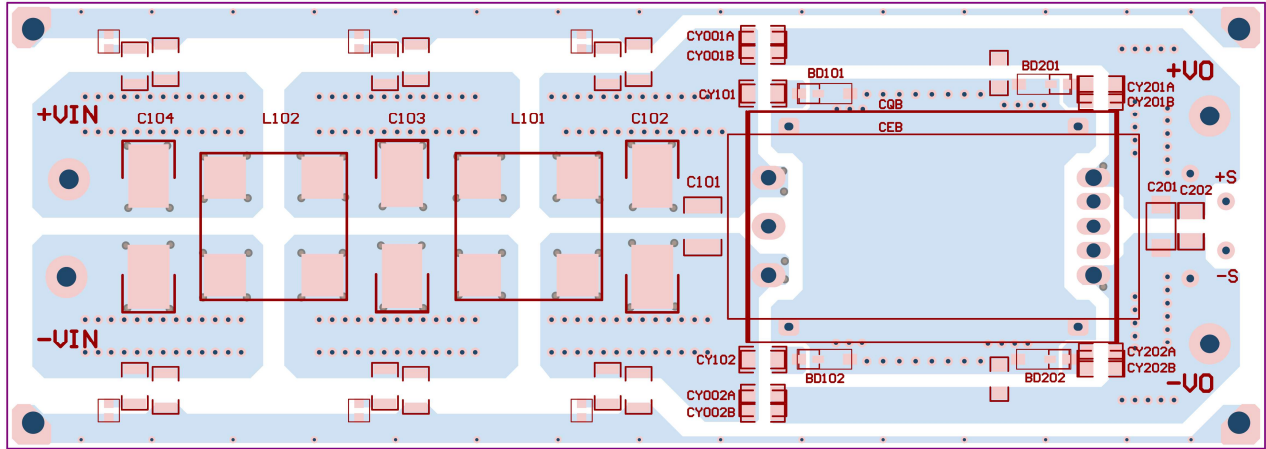 CY001A
CY001B
+VO
BD101
BD201
CY101
CQB
CY201A
CY201B
+VIN
C104
L102
C103
L101
C102
CEB
C101
+S
C201
C202
-S
-VIN
CY102
CY202A
CY202B
BD102
BD202
-VO
CY002A
CY002B